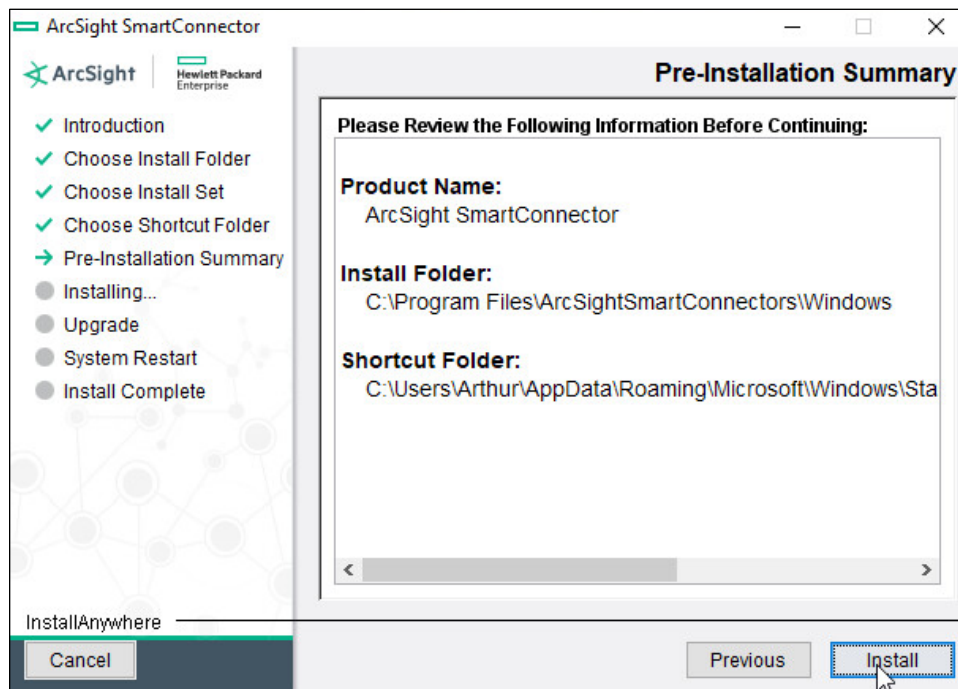 ArcSight SmartConnector
ArcSight
Hewlett Packard
Enterprise
Pre-Installation Summary
Introduction
Choose Install Folder
Choose Install Set
Choose Shortcut Folder
Pre-Installation Summary
Installing...
Upgrade
System Restart
Install Complete
Please Review the Following Information Before Continuing:
Product Name:
ArcSight SmartConnector
Install Folder:
C:\Program Files\ArcSightSmartConnectors\Windows
Shortcut Folder:
C:\Users\Arthur\AppData\Roaming\Microsoft\Windows\Sta
InstallAnywhere
Cancel
Previous
Install